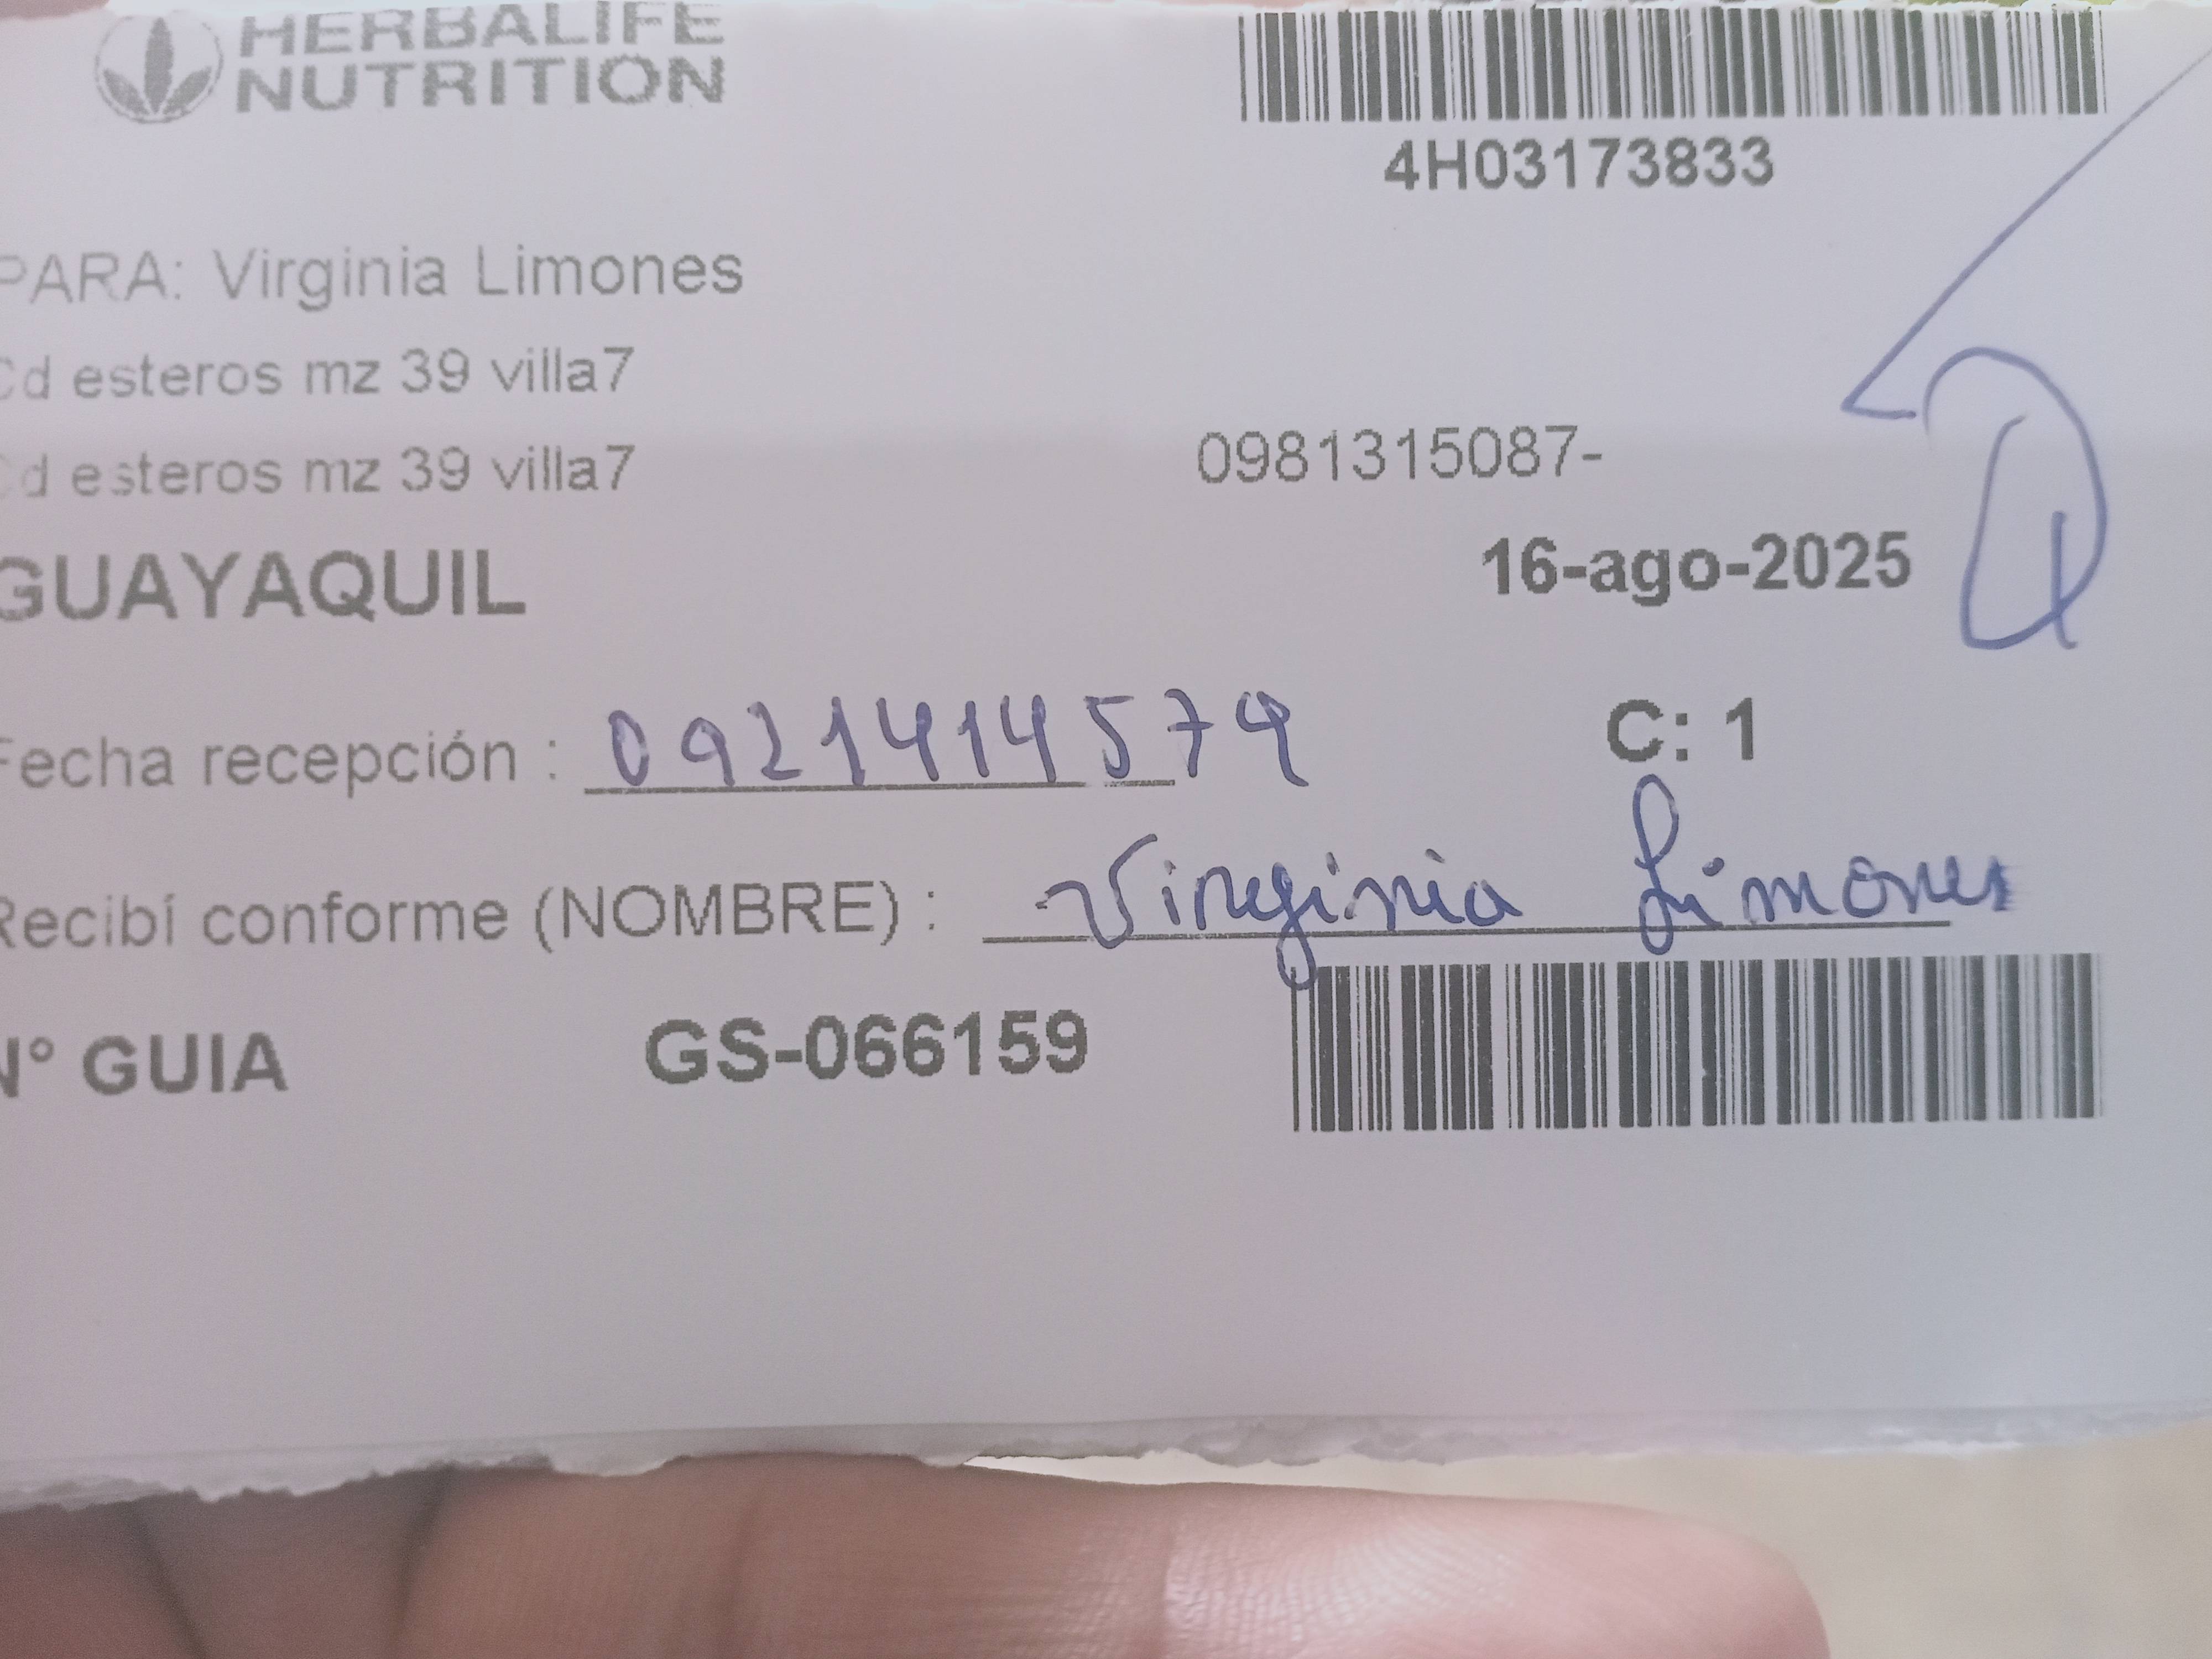 HERBALIFE
NUTRITION
4H03173833
PARA: Virginia Limones
Cd esteros mz 39 villa7
Cd esteros mz 39 villa7
0981315087-
GUAYAQUIL
16-ago-2025
Fecha recepción : 0921414579
C: 1
Recibí conforme (NOMBRE) : Virginia Limones
N° GUIA GS-066159